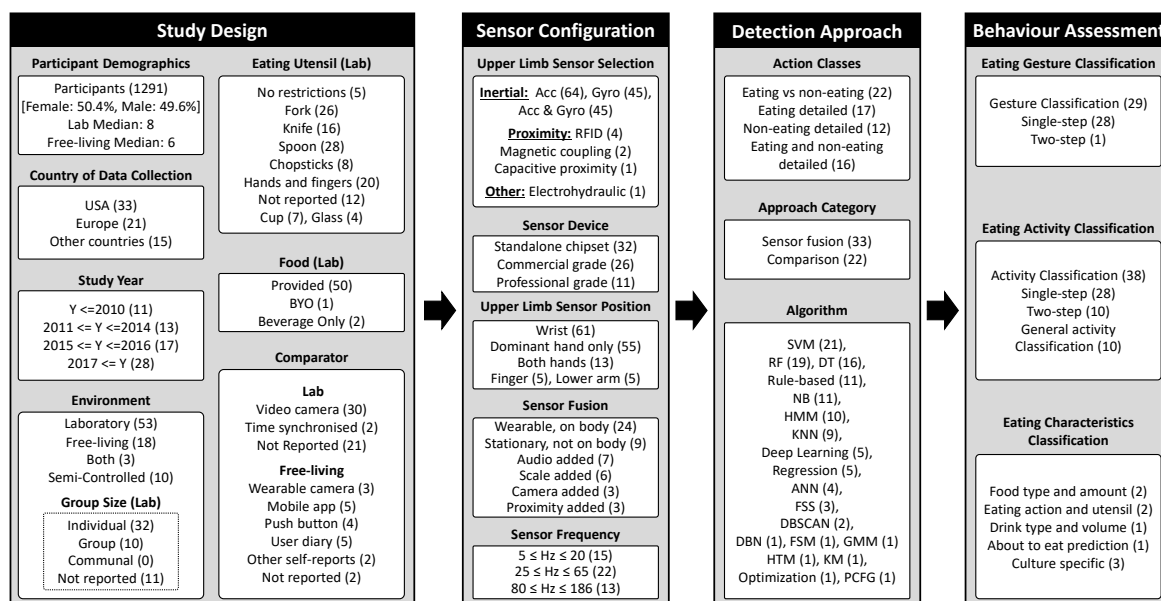 Study Design
Participant Demographics
Participants (1291)
[Female: 50.4%, Male: 49.6%]
Lab Median: 8
Free-living Median: 6
Country of Data Collection
USA (33)
Europe (21)
Other countries (15)
Study Year
Y <=2010 (11)
2011 <= Y <=2014 (13)
2015 <= Y <=2016 (17)
2017 <= Y (28)
Environment
Laboratory (53)
Free-living (18)
Both (3)
Semi-Controlled (10)
Group Size (Lab)
Individual (32)
Group (10)
Communal (0)
Not reported (11)
Eating Utensil (Lab)
No restrictions (5)
Fork (26)
Knife (16)
Spoon (28)
Chopsticks (8)
Hands and fingers (20)
Not reported (12)
Cup (7), Glass (4)
Food (Lab)
Provided (50)
BYO (1)
Beverage Only (2)
Comparator
Lab
Video camera (30)
Time synchronised (2)
Not Reported (21)
Free-living
Wearable camera (3)
Mobile app (5)
Push button (4)
User diary (5)
Other self-reports (2)
Not reported (2)
Sensor Configuration
Upper Limb Sensor Selection
Inertial: Acc (64), Gyro (45),
Acc & Gyro (45)
Proximity: RFID (4)
Magnetic coupling (2)
Capacitive proximity (1)
Other: Electrohydraulic (1)
Sensor Device
Standalone chipset (32)
Commercial grade (26)
Professional grade (11)
Upper Limb Sensor Position
Wrist (61)
Dominant hand only (55)
Both hands (13)
Finger (5), Lower arm (5)
Sensor Fusion
Wearable, on body (24)
Stationary, not on body (9)
Audio added (7)
Scale added (6)
Camera added (3)
Proximity added (3)
Sensor Frequency
5 ≤ Hz ≤ 20 (15)
25 ≤ Hz ≤ 65 (22)
80 ≤ Hz ≤ 186 (13)
Detection Approach
Action Classes
Eating vs non-eating (22)
Eating detailed (17)
Non-eating detailed (12)
Eating and non-eating
detailed (16)
Approach Category
Sensor fusion (33)
Comparison (22)
Algorithm
SVM (21),
RF (19), DT (16),
Rule-based (11),
NB (11),
HMM (10),
KNN (9),
Deep Learning (5),
Regression (5),
ANN (4),
FSS (3),
DBSCAN (2),
DBN (1), FSM (1), GMM (1)
HTM (1), KM (1),
Optimization (1), PCFG (1)
Behaviour Assessment
Eating Gesture Classification
Gesture Classification (29)
Single-step (28)
Two-step (1)
Eating Activity Classification
Activity Classification (38)
Single-step (28)
Two-step (10)
General activity
Classification (10)
Eating Characteristics
Classification
Food type and amount (2)
Eating action and utensil (2)
Drink type and volume (1)
About to eat prediction (1)
Culture specific (3)